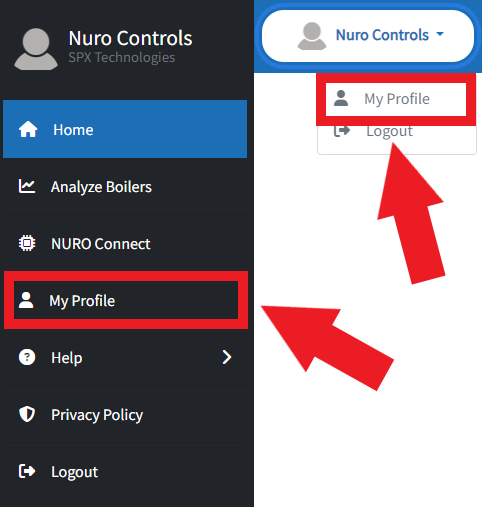 Nuro Controls
SPX Technologies
Home
Analyze Boilers
NURO Connect
My Profile
Help
Privacy Policy
Logout
Nuro Controls
My Profile
Logout